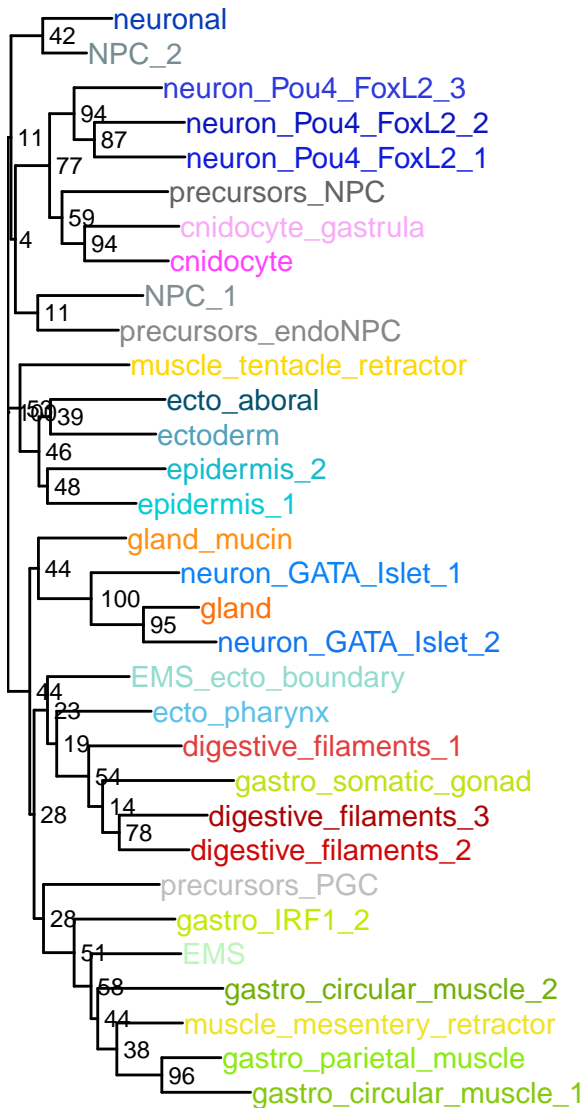 neuronal
42
NPC_2
neuron_Pou4_FoxL2_3
94
neuron_Pou4_FoxL2_2
11
87
neuron_Pou4_FoxL2_1
77
precursors_NPC
59
cnidocyte_gastrula
4
94
cnidocyte
NPC_1
11
precursors_endoNPC
muscle_tentacle_retractor
ecto_aboral
53
100
39
ectoderm
46
epidermis_2
48
epidermis_1
gland_mucin
44
neuron_GATA_Islet_1
100
gland
95
neuron_GATA_Islet_2
EMS_ecto_boundary
44
23
ecto_pharynx
19
digestive_filaments_1
54
gastro_somatic_gonad
14
28
digestive_filaments_3
78
digestive_filaments_2
precursors_PGC
28
gastro_IRF1_2
51
EMS
58
gastro_circular_muscle_2
44
muscle_mesentery_retractor
38
gastro_parietal_muscle
96
gastro_circular_muscle_1